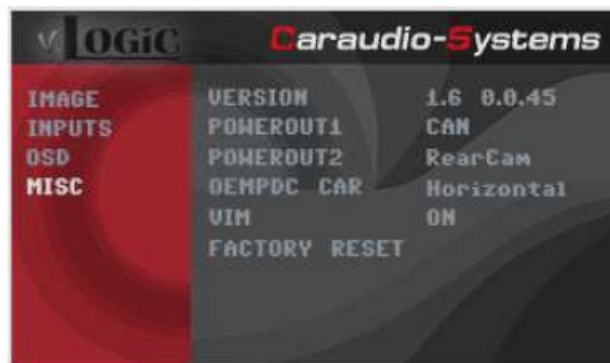 v.LOGiC Caraudio-Systems
IMAGE VERSION 1.6 0.0.45
INPUTS POWEROUT1 CAN
OSD POWEROUT2 RearCam
MISC OEMPDC CAR Horizontal
VIM ON
FACTORY RESET